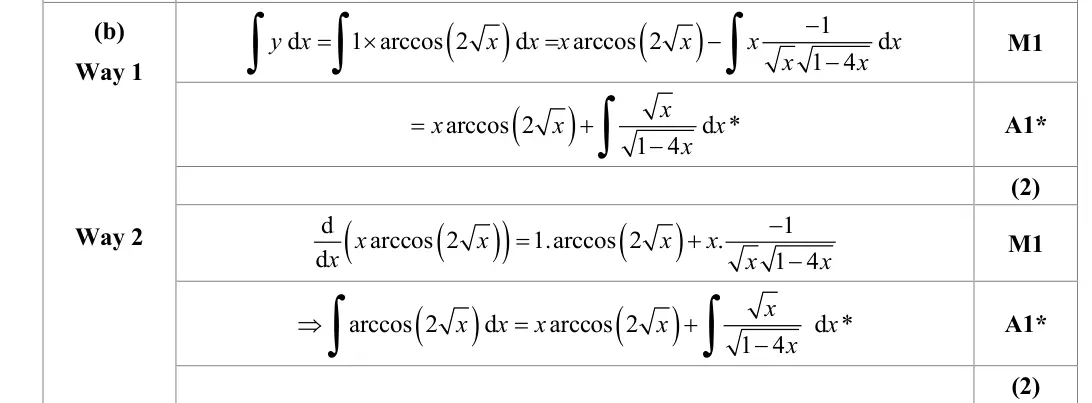 (b)
Way 1
∫ y dx = ∫ 1×arccos(2√x) dx =x arccos(2√x) − ∫ x −1/(√x√(1−4x)) dx
M1
= x arccos(2√x) + ∫ √x/√(1−4x) dx *
A1*
(2)
Way 2
d/dx (x arccos(2√x)) = 1.arccos(2√x) + x. −1/(√x√(1−4x))
M1
⇒ ∫ arccos(2√x) dx = x arccos(2√x) + ∫ √x/√(1−4x) dx *
A1*
(2)